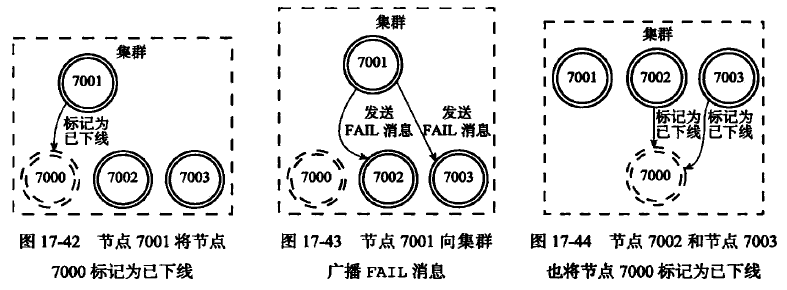 集群
7001
标记为
已下线
7000
7002
7003
图 17-42 节点 7001 将节点
7000 标记为已下线
集群
7001
发送
FAIL 消息
发送
FAIL 消息
7000
7002
7003
图 17-43 节点 7001 向集群
广播 FAIL 消息
集群
7001
7002
7003
标记为
已下线
标记为
已下线
7000
图 17-44 节点 7002 和节点 7003
也将节点 7000 标记为已下线